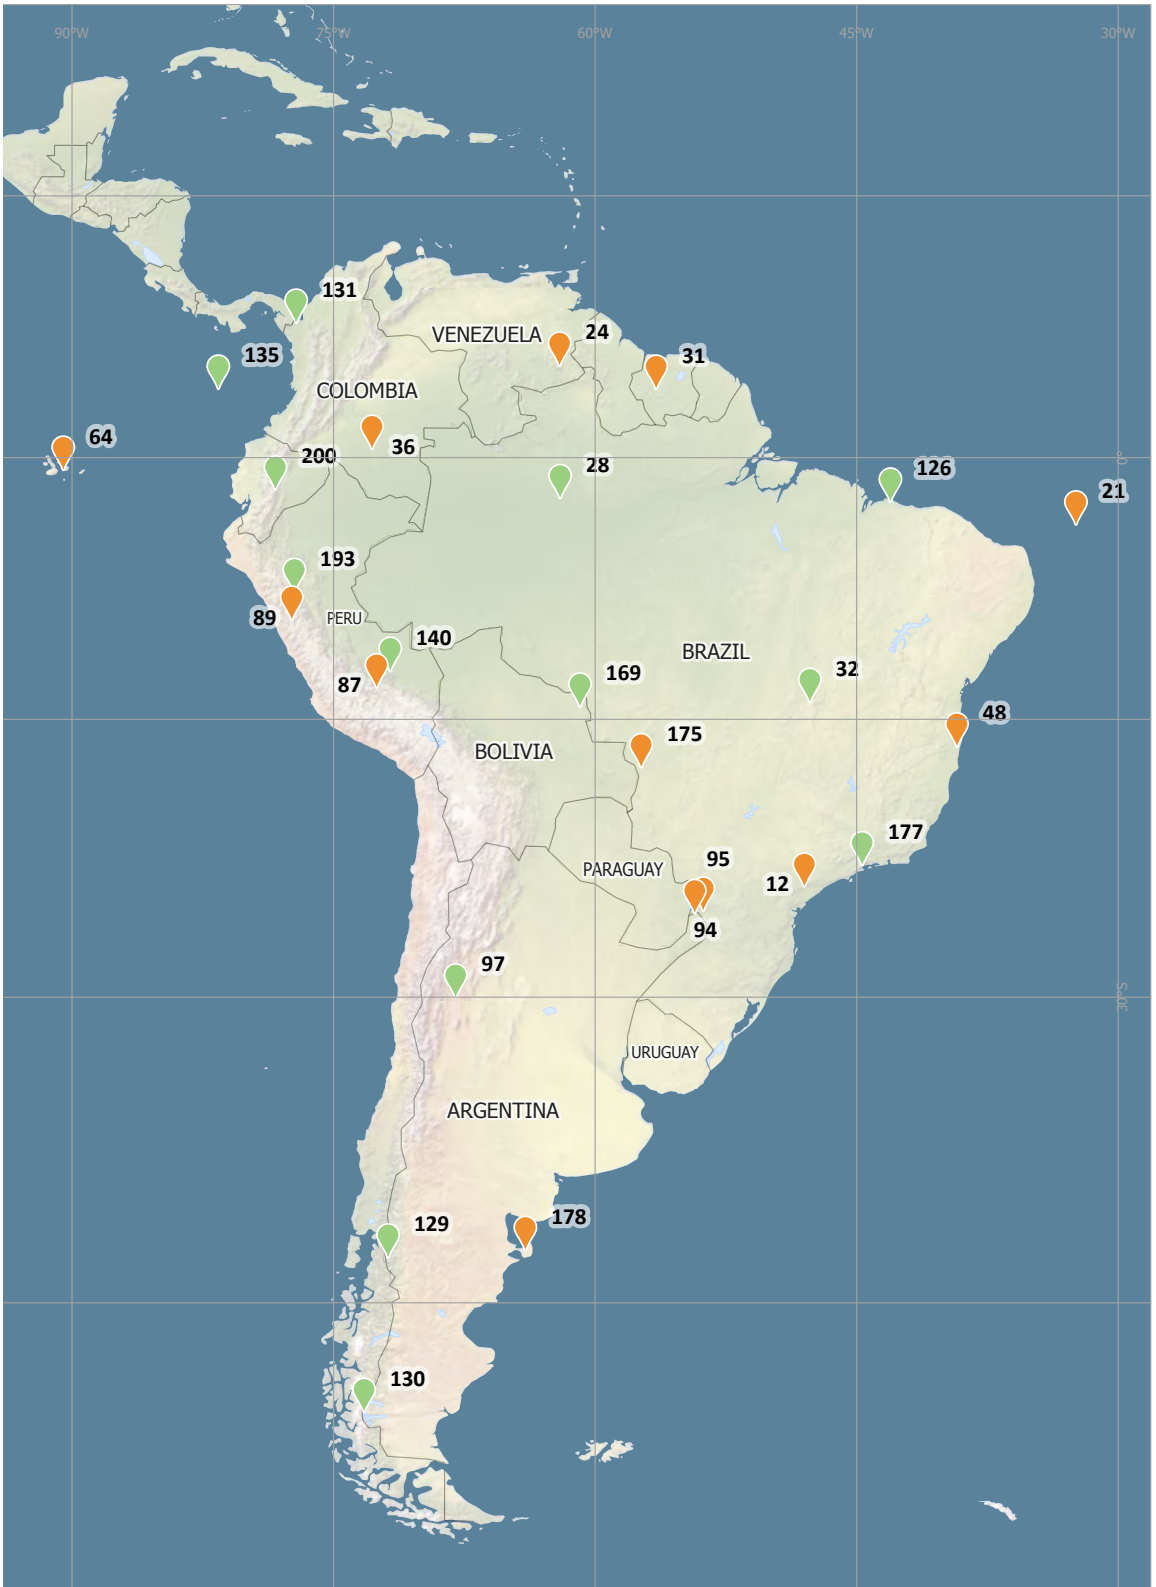 90°W 75°W 60°W 45°W 30°W
131
VENEZUELA 24
135 31
COLOMBIA
64
36
200 28 126
0°
21
193
89 PERU
140 BRAZIL
87 169 32
48
175
BOLIVIA
177
95
PARAGUAY
12
94
97
30°S
URUGUAY
ARGENTINA
129 178
130